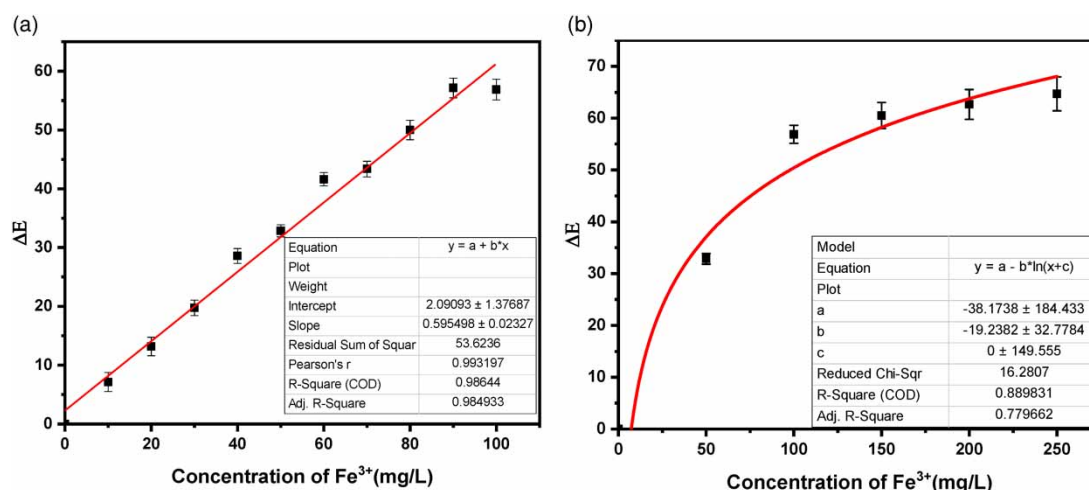 (a)
60
50
40
30
20
10
0
ΔE
0 20 40 60 80 100
Concentration of Fe³⁺(mg/L)
Equation y = a + b*x
Plot
Weight
Intercept 2.09093 ± 1.37687
Slope 0.595498 ± 0.02327
Residual Sum of Squar 53.6236
Pearson's r 0.993197
R-Square (COD) 0.98644
Adj. R-Square 0.984933
(b)
70
60
50
40
30
20
10
0
ΔE
0 50 100 150 200 250
Concentration of Fe³⁺(mg/L)
Model
Equation y = a - b*ln(x+c)
Plot
a -38.1738 ± 184.433
b -19.2382 ± 32.7784
c 0 ± 149.555
Reduced Chi-Sqr 16.2807
R-Square (COD) 0.889831
Adj. R-Square 0.779662